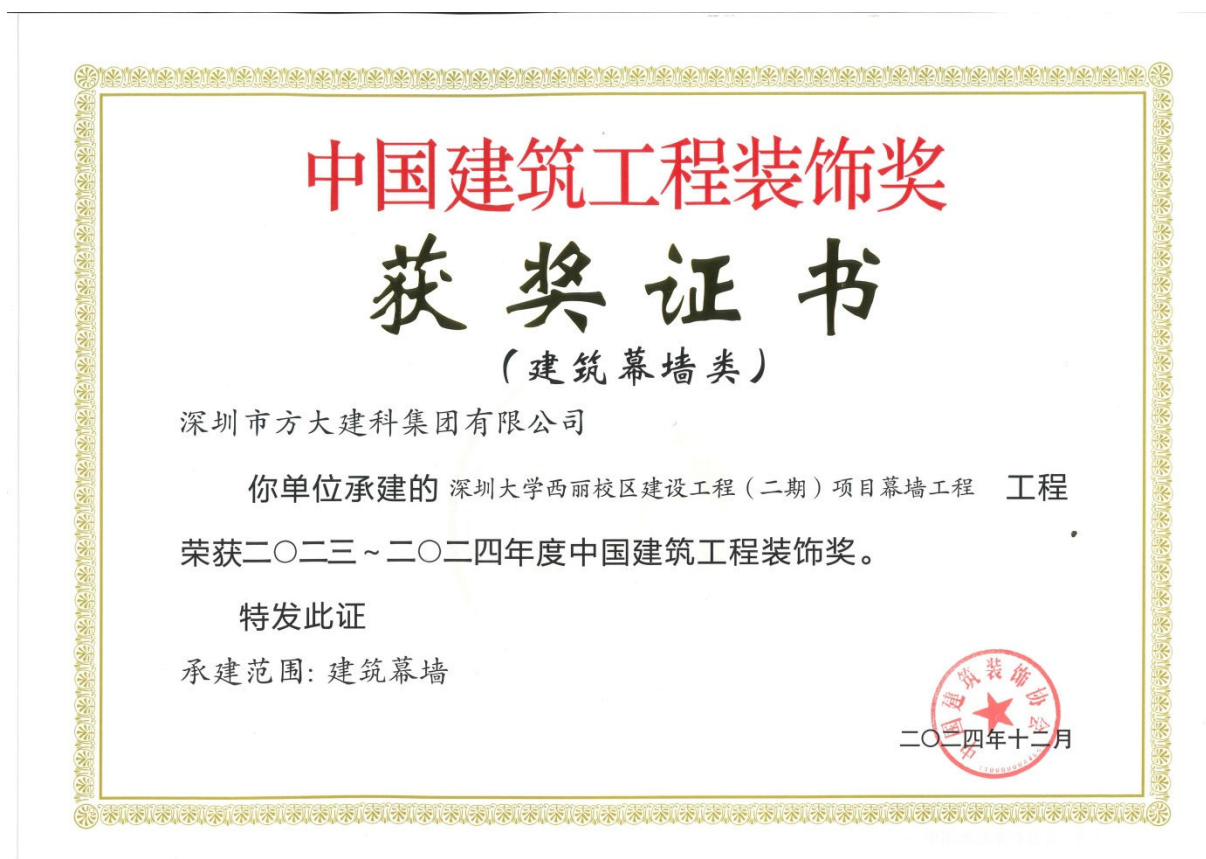 中国建筑工程装饰奖
获奖证书
(建筑幕墙类)
深圳市方大建科集团有限公司
你单位承建的 深圳大学西丽校区建设工程(二期)项目幕墙工程 工程
荣获二〇二三~二〇二四年度中国建筑工程装饰奖。
特发此证
承建范围: 建筑幕墙
中国建筑装饰协会
二〇二四年十二月